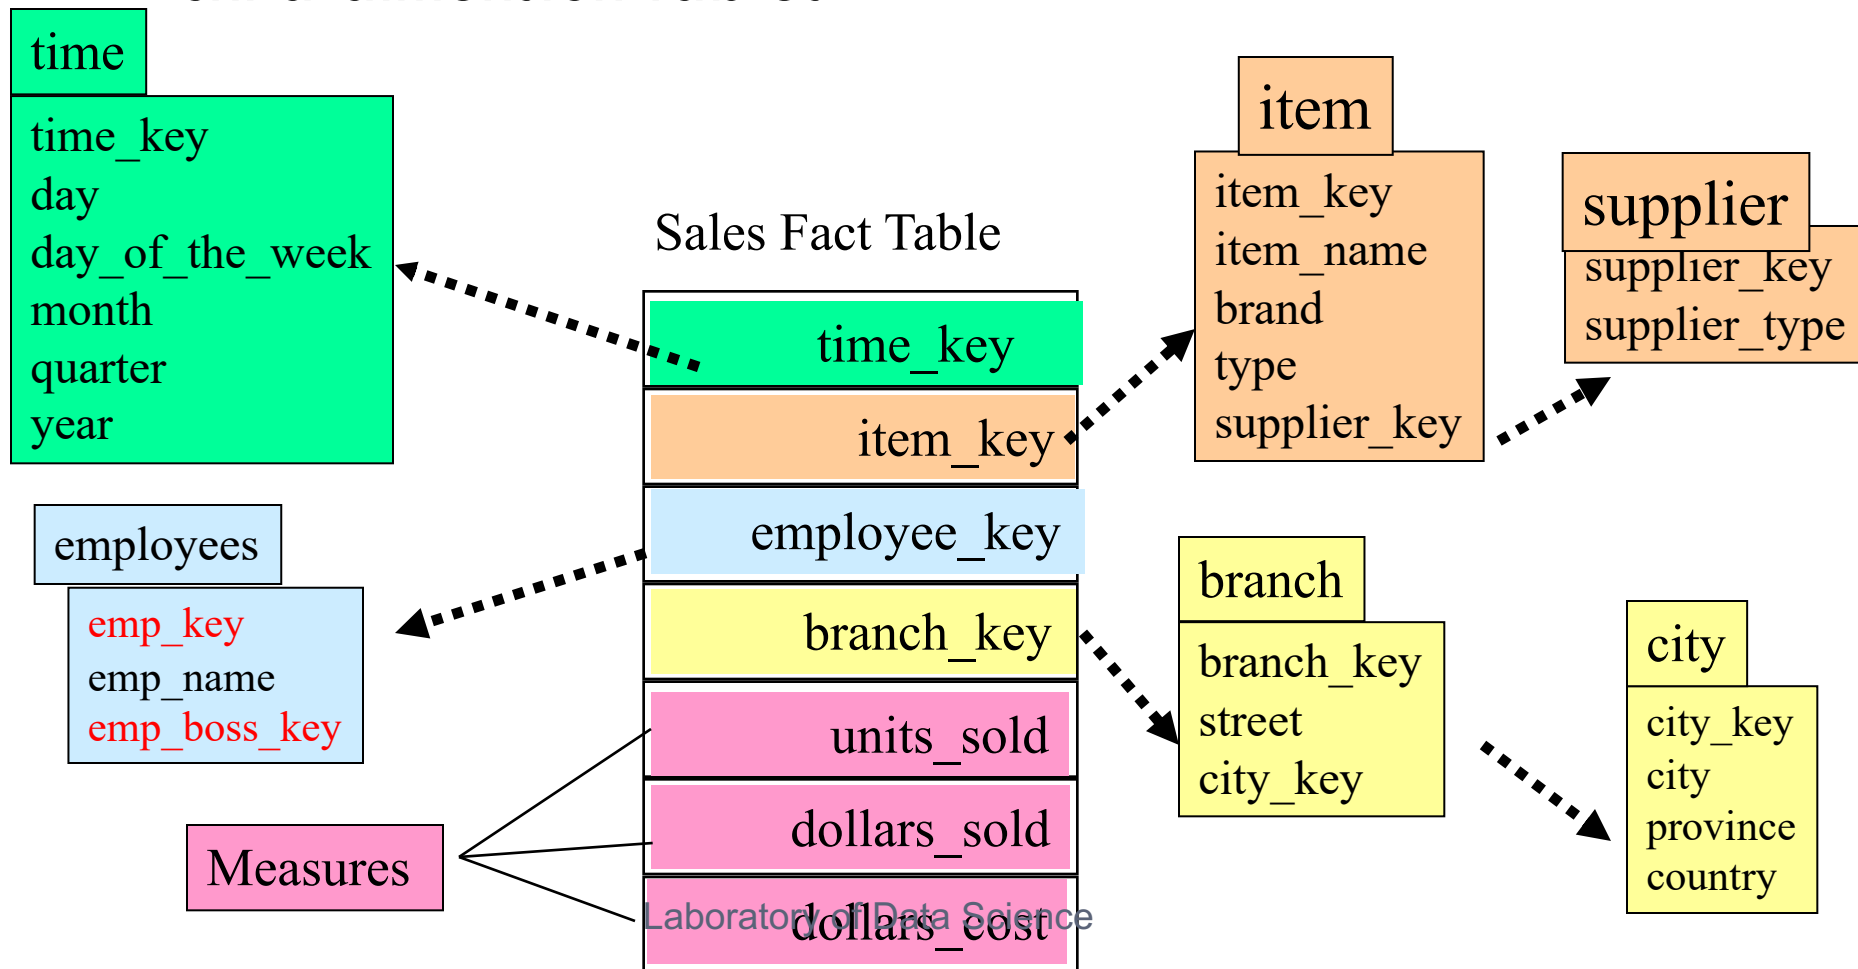 time
time_key
day
day_of_the_week
month
quarter
year
Sales Fact Table
time_key
item_key
employee_key
branch_key
units_sold
dollars_sold
dollars_cost
Laboratory of Data Science
item
item_key
item_name
brand
type
supplier_key
supplier
supplier_key
supplier_type
employees
emp_key
emp_name
emp_boss_key
Measures
branch
branch_key
street
city_key
city
city_key
city
province
country